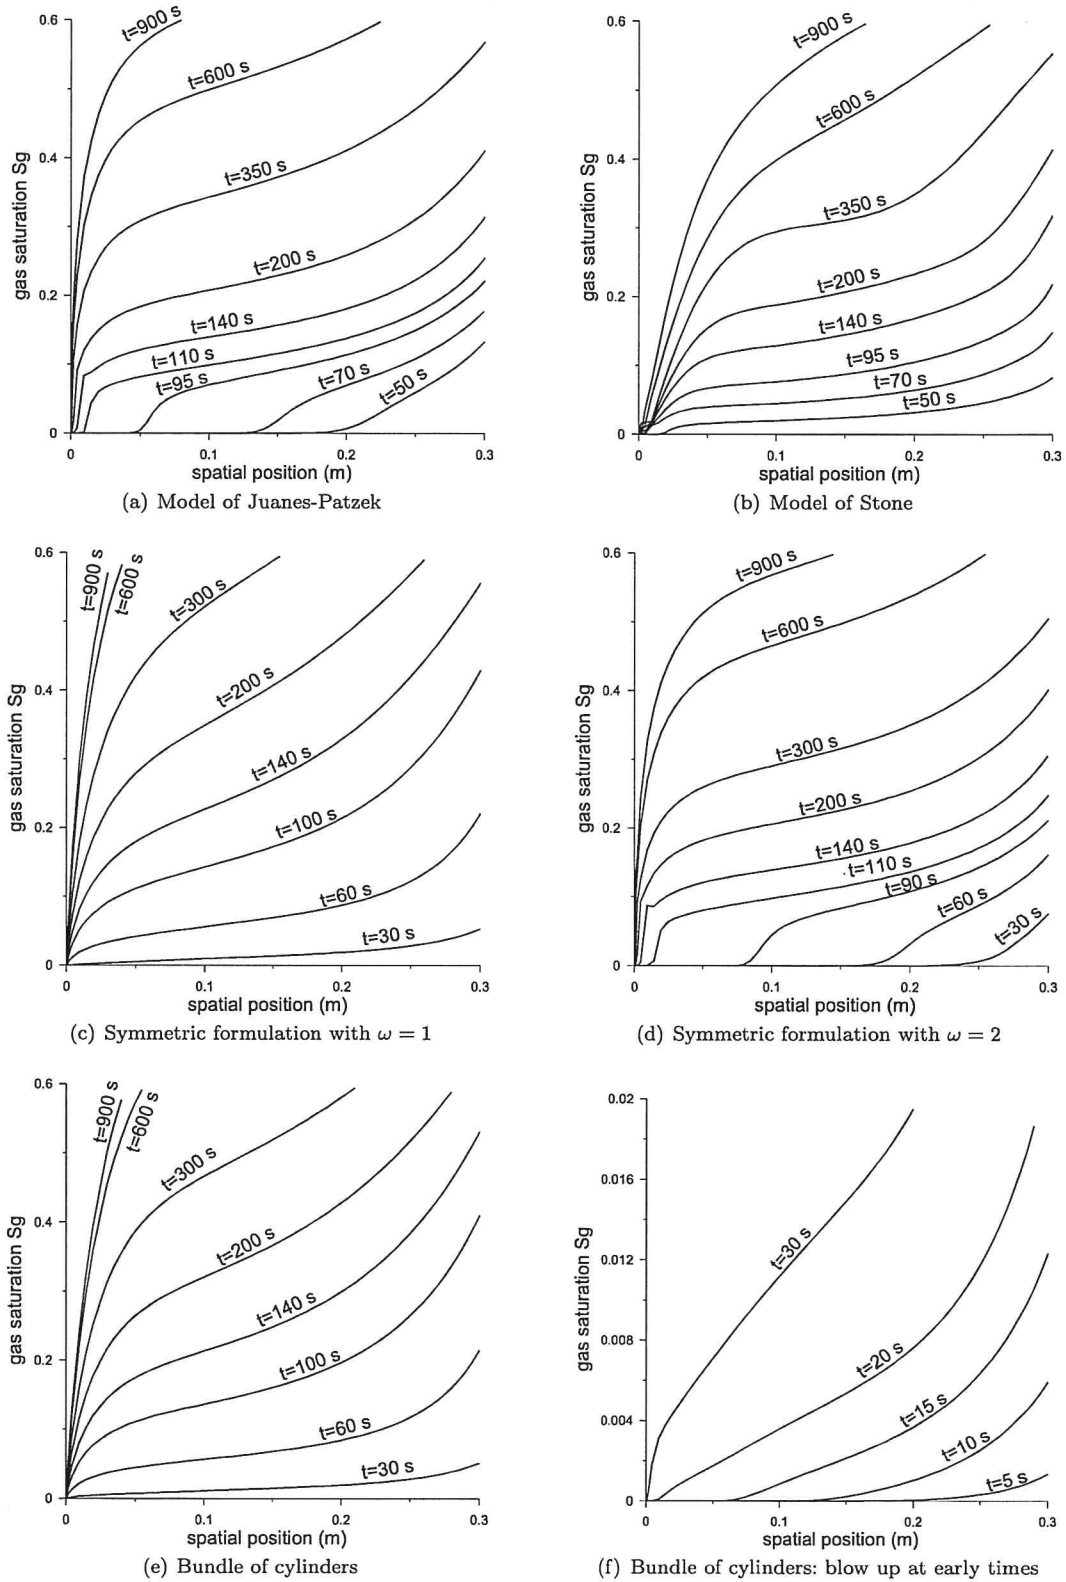 0.6
0.4
0.2
0
gas saturation Sg
t=900 s
t=600 s
t=350 s
t=200 s
t=140 s
t=110 s
t=95 s
t=70 s
t=50 s
0 0.1 0.2 0.3
spatial position (m)
(a) Model of Juanes-Patzek
0.6
0.4
0.2
0
gas saturation Sg
t=900 s
t=600 s
t=350 s
t=200 s
t=140 s
t=95 s
t=70 s
t=50 s
0 0.1 0.2 0.3
spatial position (m)
(b) Model of Stone
0.6
0.4
0.2
0
gas saturation Sg
t=900 s
t=600 s
t=300 s
t=200 s
t=140 s
t=100 s
t=60 s
t=30 s
0 0.1 0.2 0.3
spatial position (m)
(c) Symmetric formulation with ω = 1
0.6
0.4
0.2
0
gas saturation Sg
t=900 s
t=600 s
t=300 s
t=200 s
t=140 s
t=110 s
t=90 s
t=60 s
t=30 s
0 0.1 0.2 0.3
spatial position (m)
(d) Symmetric formulation with ω = 2
0.6
0.4
0.2
0
gas saturation Sg
t=900 s
t=600 s
t=300 s
t=200 s
t=140 s
t=100 s
t=60 s
t=30 s
0 0.1 0.2 0.3
spatial position (m)
(e) Bundle of cylinders
0.02
0.016
0.012
0.008
0.004
0
gas saturation Sg
t=30 s
t=20 s
t=15 s
t=10 s
t=5 s
0 0.1 0.2 0.3
spatial position (m)
(f) Bundle of cylinders: blow up at early times